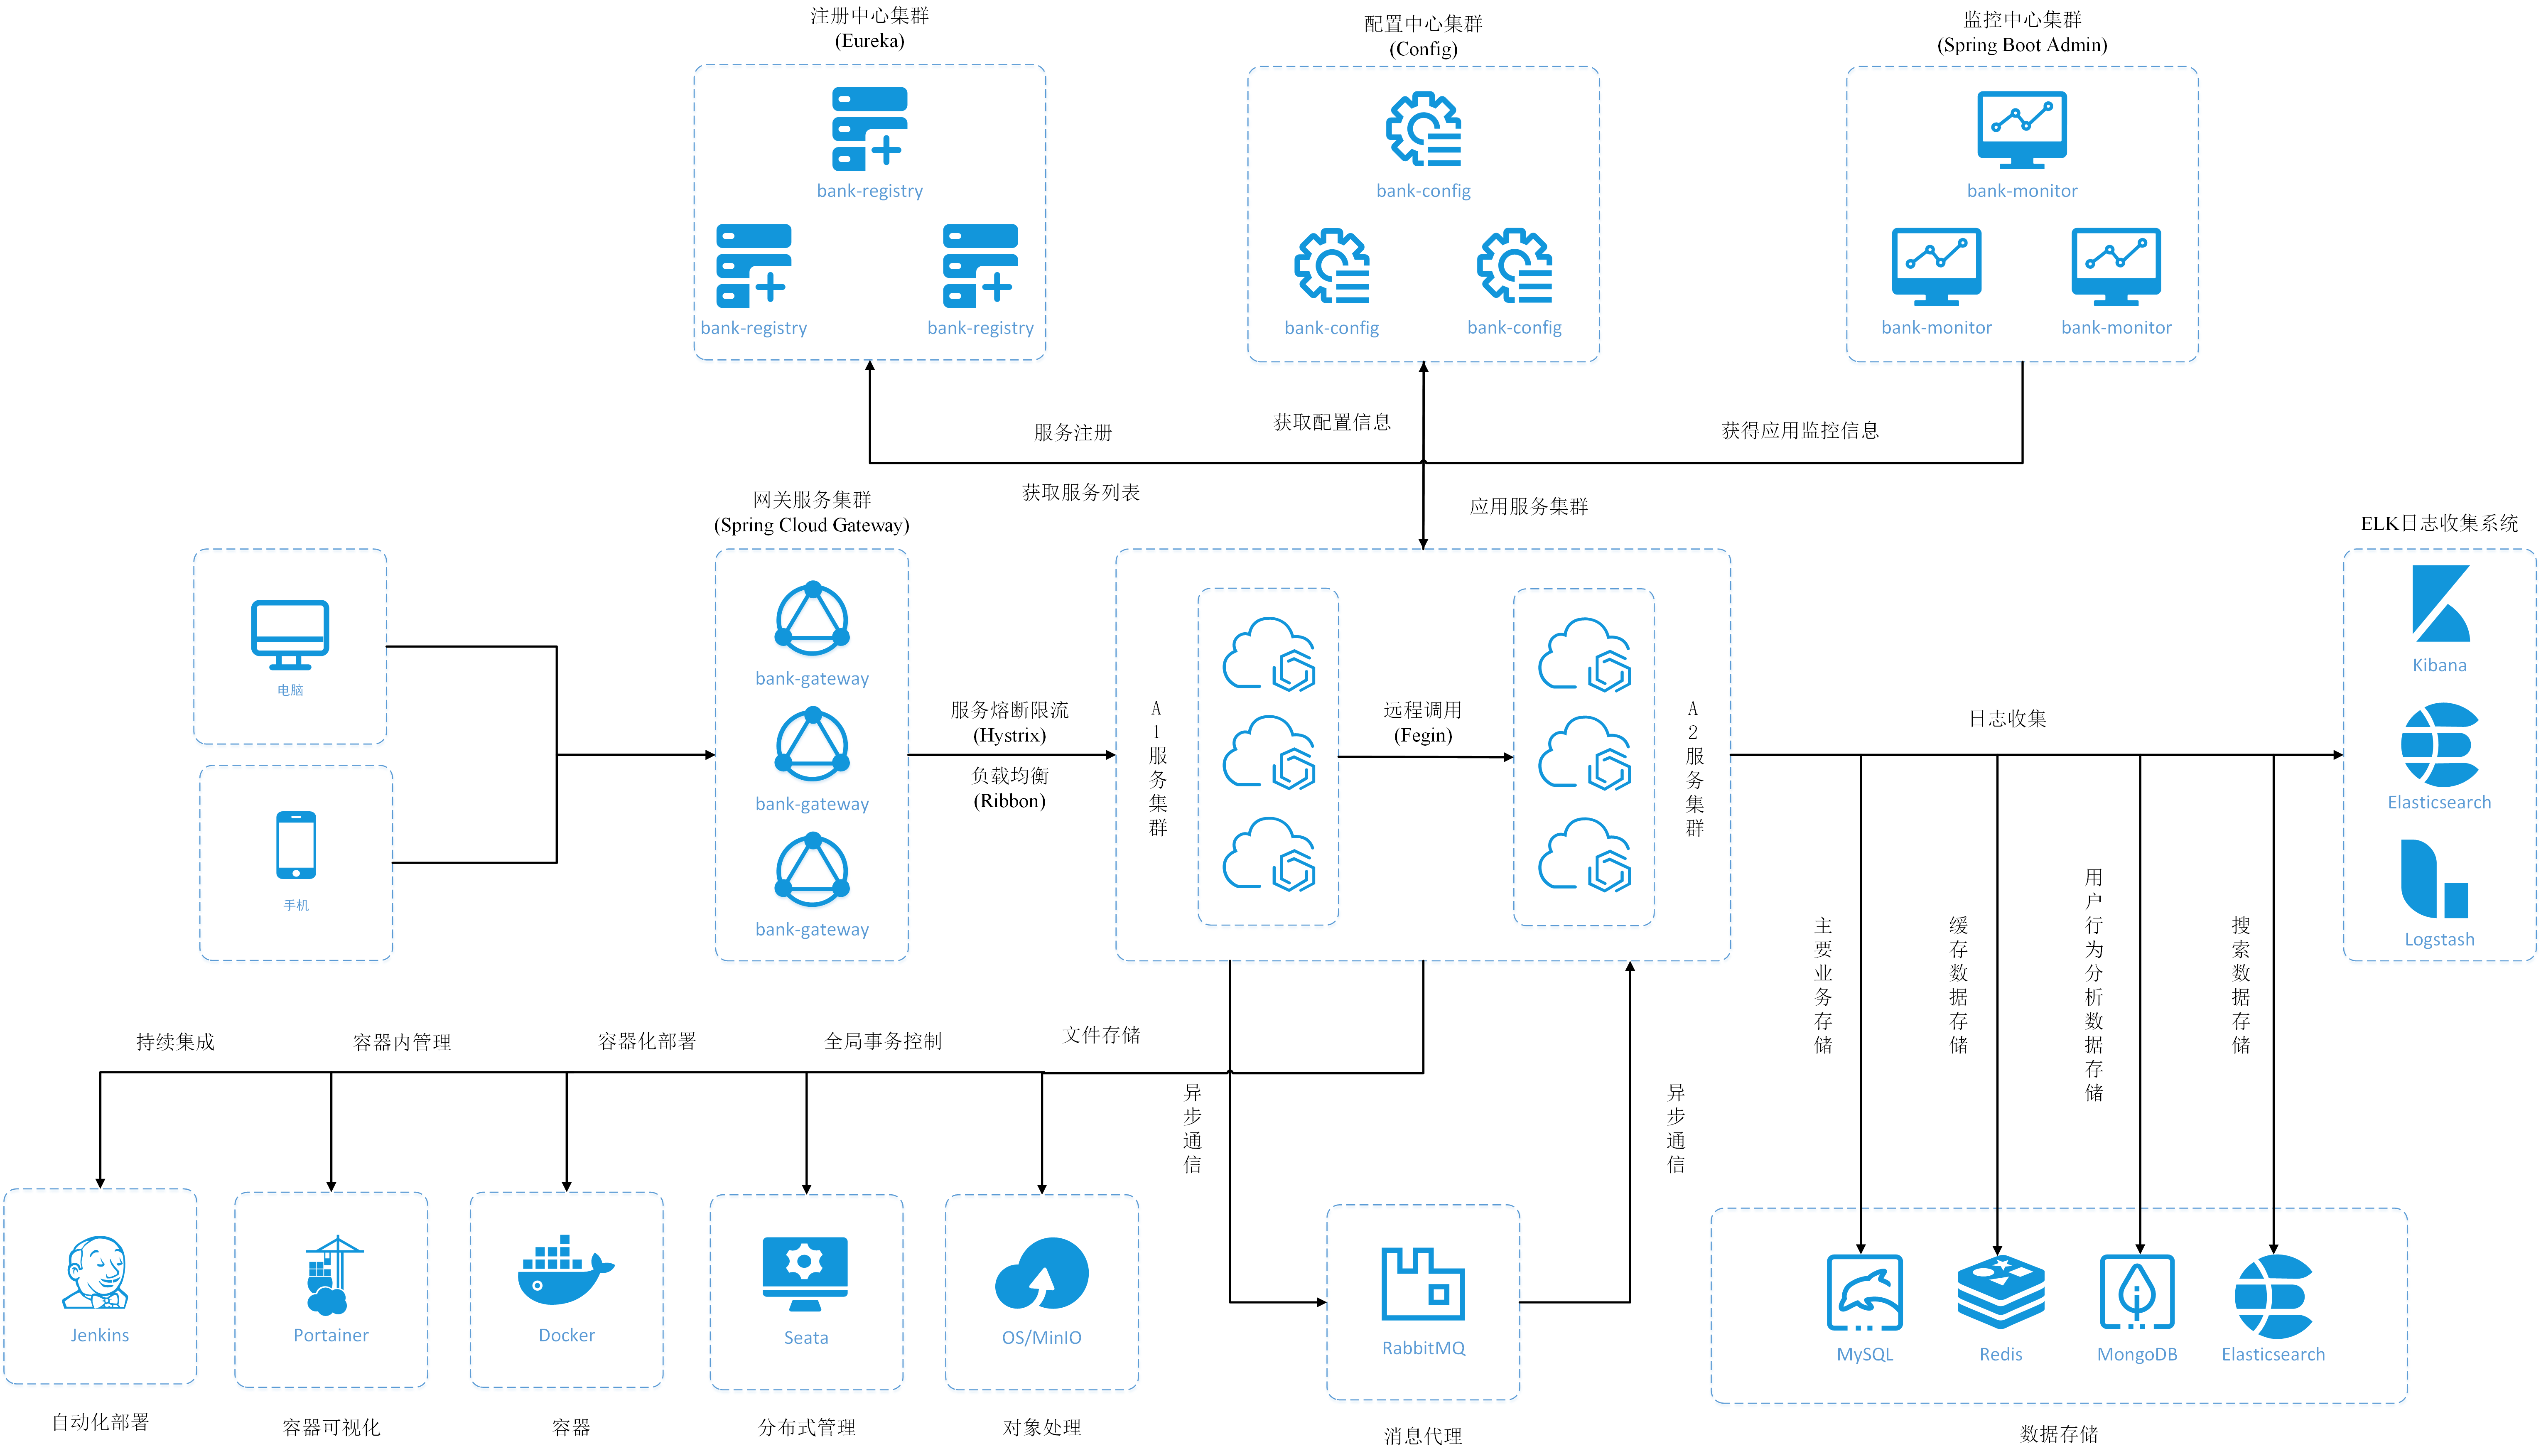 注册中心集群
(Eureka)
配置中心集群
(Config)
监控中心集群
(Spring Boot Admin)
bank-registry
bank-config
bank-monitor
bank-registry
bank-registry
bank-config
bank-config
bank-monitor
bank-monitor
服务注册
获取配置信息
获得应用监控信息
获取服务列表
应用服务集群
网关服务集群
(Spring Cloud Gateway)
ELK日志收集系统
电脑
手机
bank-gateway
bank-gateway
bank-gateway
服务熔断限流
(Hystrix)
负载均衡
(Ribbon)
A1服务集群
远程调用
(Fegin)
A2服务集群
日志收集
Kibana
Elasticsearch
Logstash
主要业务存储
缓存数据存储
用户行为分析数据存储
搜索数据存储
持续集成
容器内管理
容器化部署
全局事务控制
文件存储
异步通信
异步通信
Jenkins
Portainer
Docker
Seata
OS/MinIO
RabbitMQ
MySQL
Redis
MongoDB
Elasticsearch
自动化部署
容器可视化
容器
分布式管理
对象处理
消息代理
数据存储